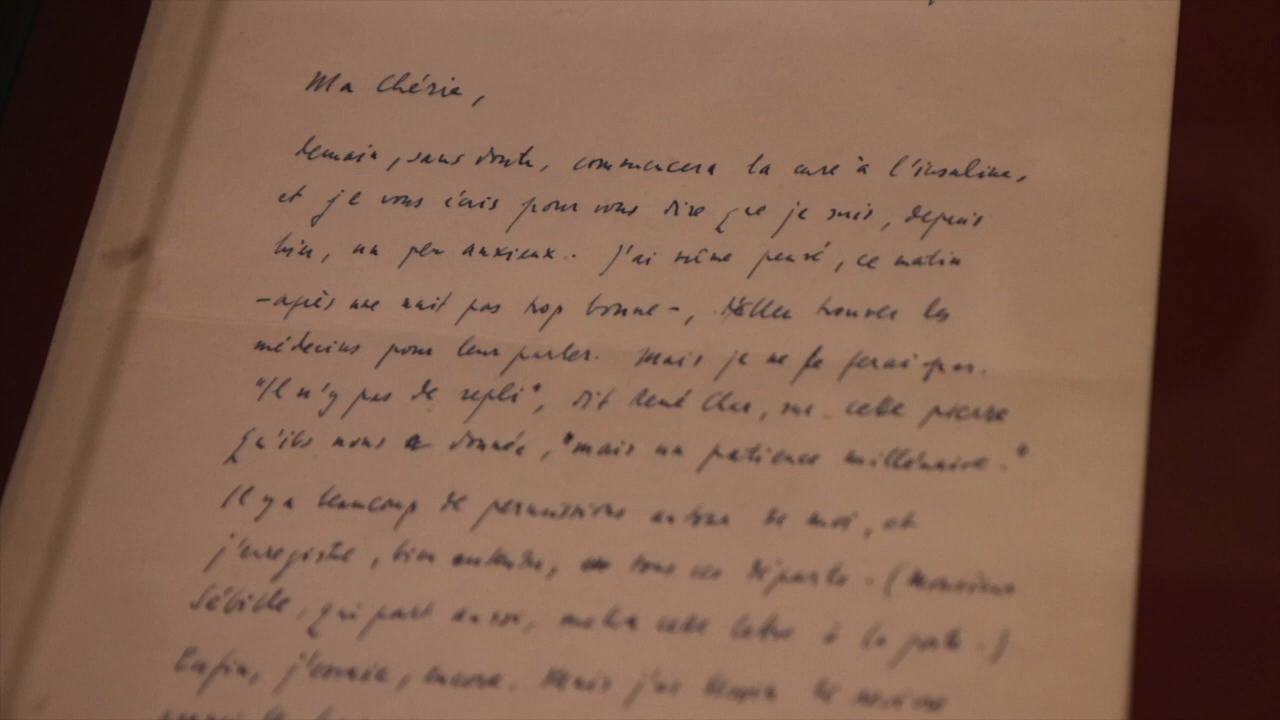 Ma Chérie,
demain, sans doute, commencera la cure à l'insuline,
et je vous écris pour vous dire que je suis, depuis
hier, un peu anxieux. J'ai même pensé, ce matin
-après une nuit pas trop bonne-, aller trouver les
médecins pour leur parler. Mais je ne le ferai pas.
"Il n'y pas de repli", dit René Char, sur cette pierre
qu'ils nous a donnée, "mais un patience millénaire."
Il y a beaucoup de permissions autour de moi, et
j'enregistre, bien entendu, tous ces départs. (Monsieur
Sébille, qui part aussi, mettra cette lettre à la poste.)
Enfin, j'essaie, encore. Mais j'ai besoin de